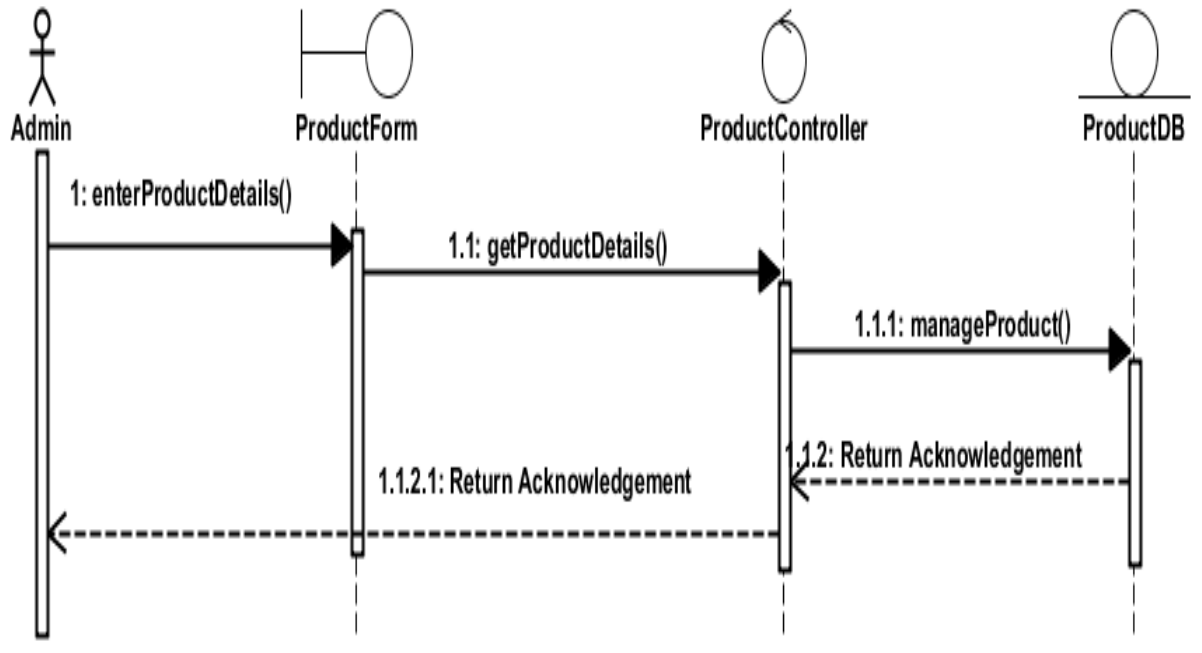 Admin
ProductForm
ProductController
ProductDB
1: enterProductDetails()
1.1: getProductDetails()
1.1.1: manageProduct()
1.1.2: Return Acknowledgement
1.1.2.1: Return Acknowledgement